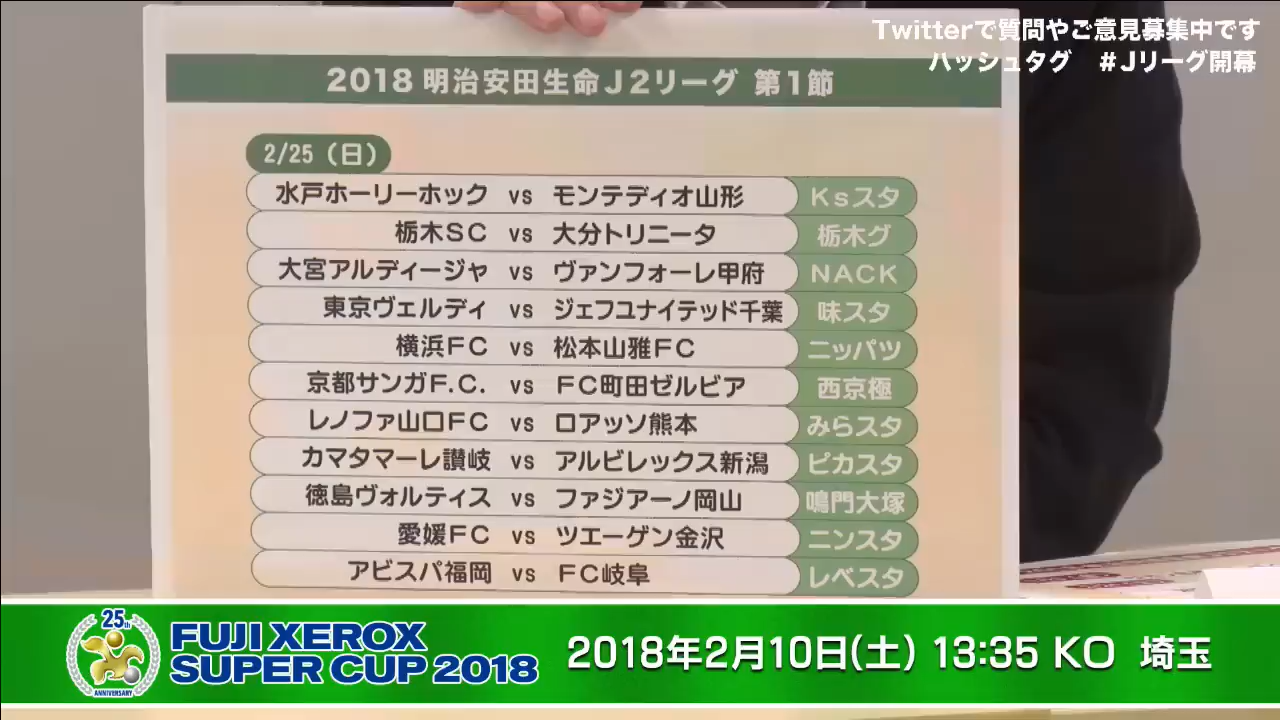 Twitterで質問やご意見募集中です
ハッシュタグ #Jリーグ開幕
2018 明治安田生命J2リーグ 第1節
2/25(日)
水戸ホーリーホック vs モンテディオ山形 Ksスタ
栃木SC vs 大分トリニータ 栃木グ
大宮アルディージャ vs ヴァンフォーレ甲府 NACK
東京ヴェルディ vs ジェフユナイテッド千葉 味スタ
横浜FC vs 松本山雅FC ニッパツ
京都サンガF.C. vs FC町田ゼルビア 西京極
レノファ山口FC vs ロアッソ熊本 みらスタ
カマタマーレ讃岐 vs アルビレックス新潟 ピカスタ
徳島ヴォルティス vs ファジアーノ岡山 鳴門大塚
愛媛FC vs ツエーゲン金沢 ニンスタ
アビスパ福岡 vs FC岐阜 レベスタ
25th
ANNIVERSARY
FUJI XEROX
SUPER CUP 2018
2018年2月10日(土) 13:35 KO 埼玉